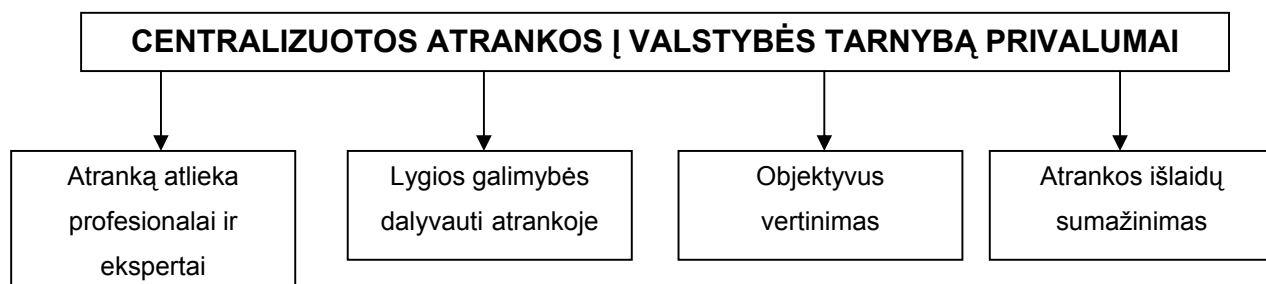 CENTRALIZUOTOS ATRANKOS Į VALSTYBĖS TARNYBĄ PRIVALUMAI
Atranką atlieka
profesionalai ir
ekspertai
Lygios galimybės
dalyvauti atrankoje
Objektyvus
vertinimas
Atrankos išlaidų
sumažinimas